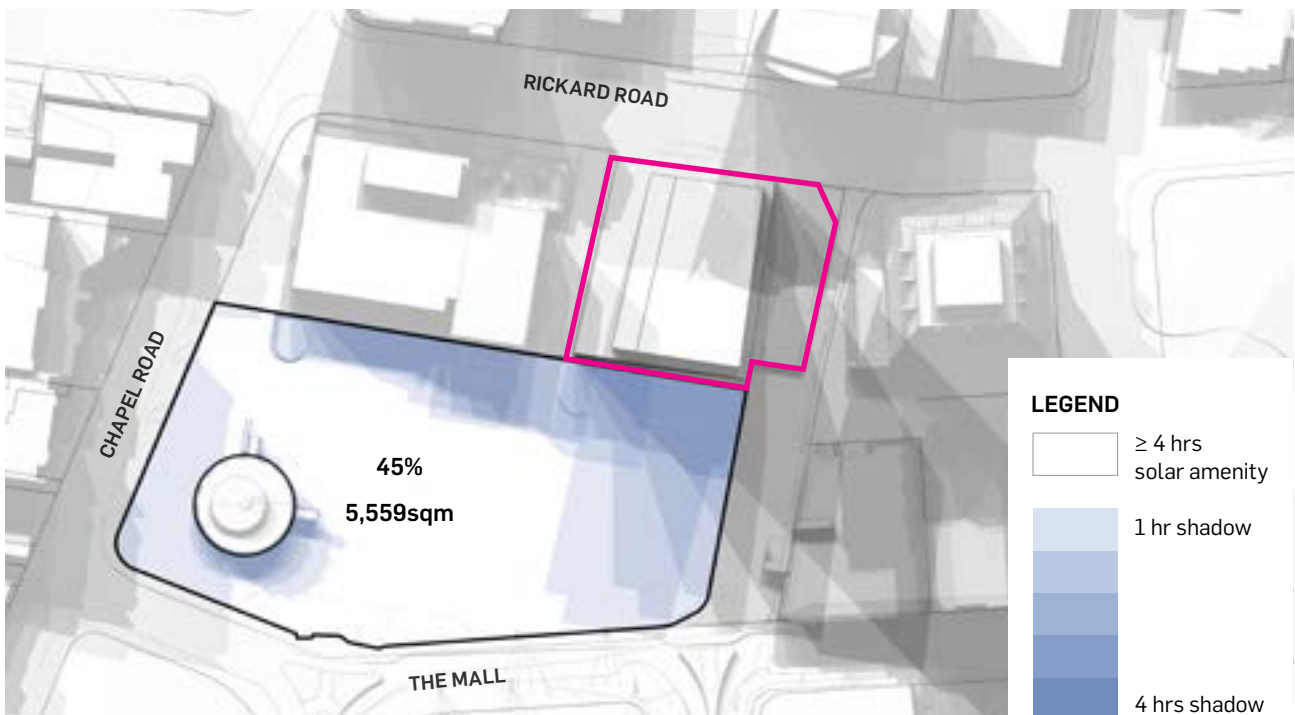 RICKARD ROAD
CHAPEL ROAD
45%
5,559sqm
THE MALL
LEGEND
≥ 4 hrs
solar amenity
1 hr shadow
4 hrs shadow